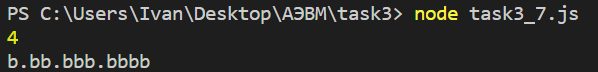 PS C:\Users\Ivan\Desktop\АЭВМ\task3> node task3_7.js
4
b.bb.bbb.bbbb